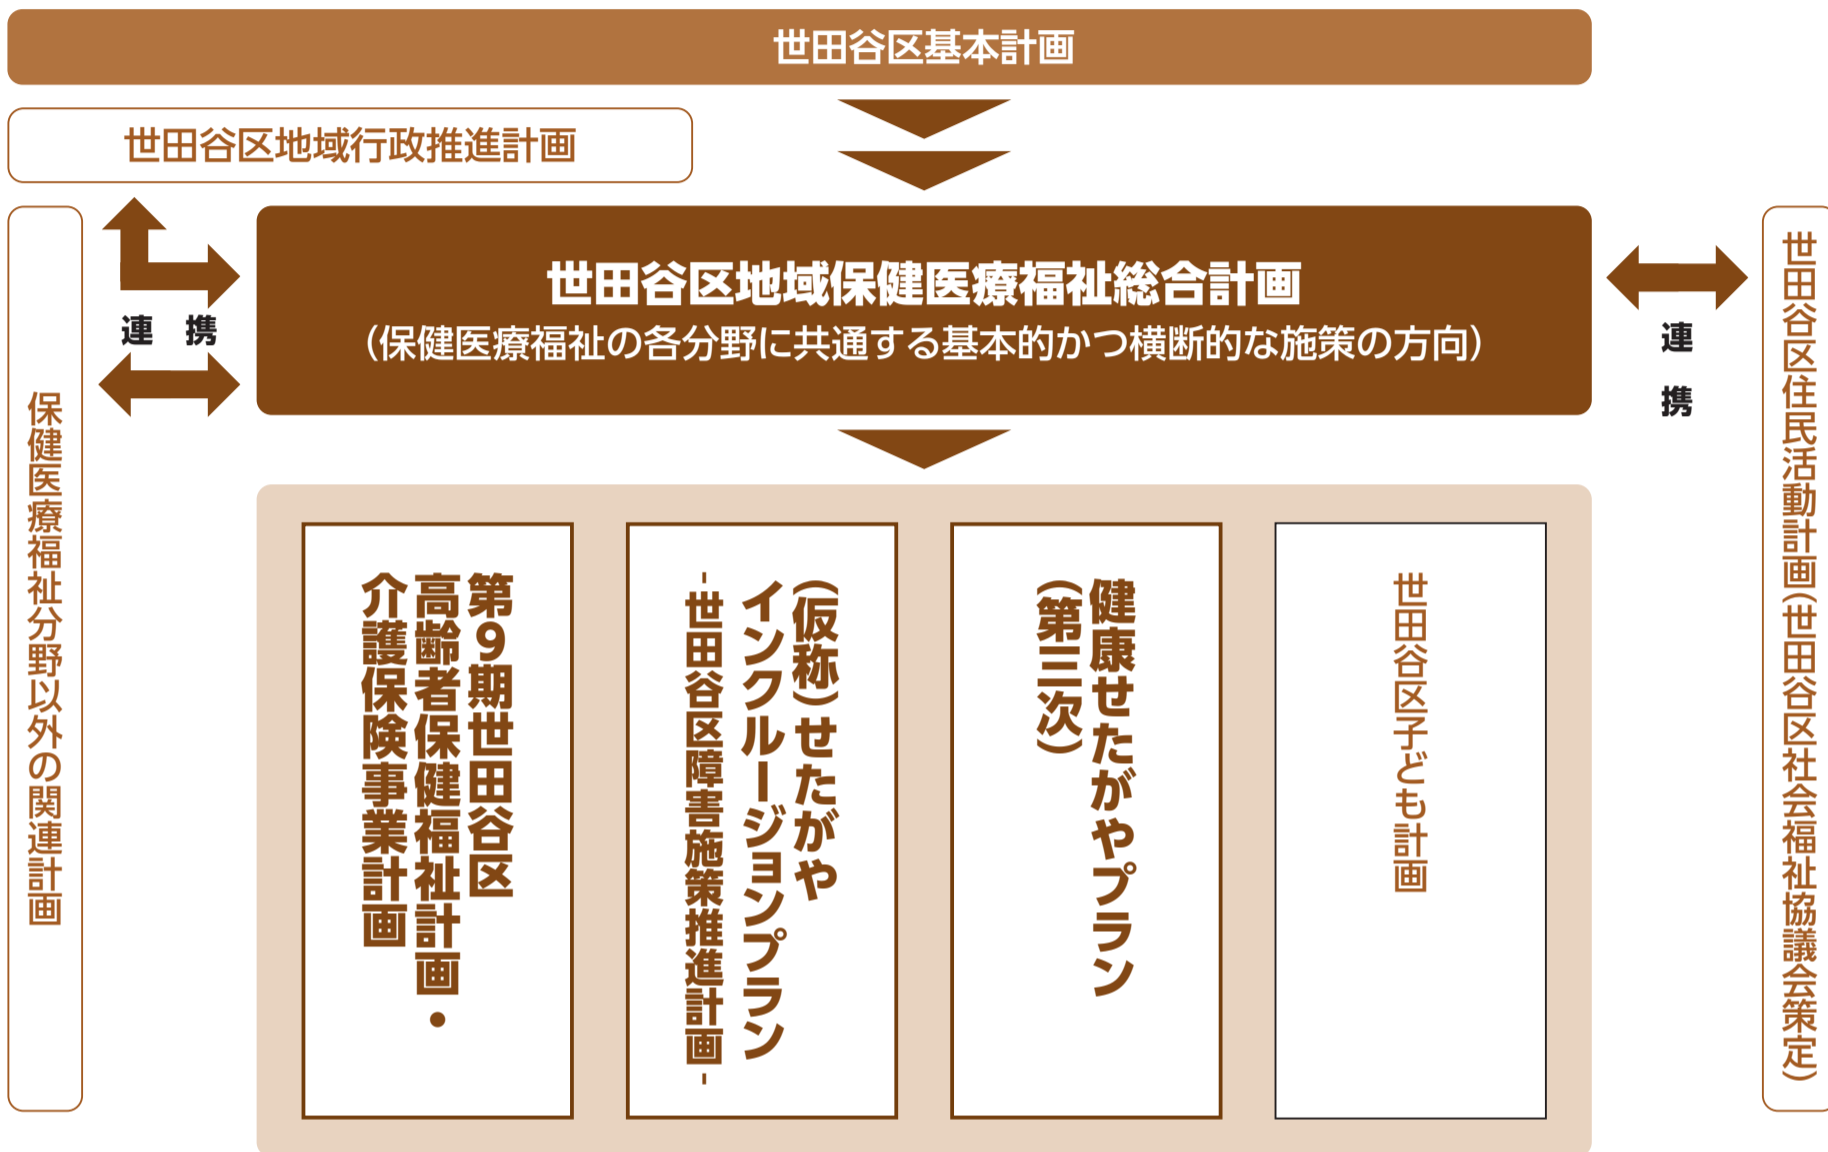 世田谷区基本計画
世田谷区地域行政推進計画
世田谷区地域保健医療福祉総合計画
（保健医療福祉の各分野に共通する基本的かつ横断的な施策の方向）
連　携
連
携
保健医療福祉分野以外の関連計画
第9期世田谷区
高齢者保健福祉計画・
介護保険事業計画
（仮称）せたがや
インクルージョンプラン
-世田谷区障害施策推進計画-
健康せたがやプラン
（第三次）
世田谷区子ども計画
世田谷区住民活動計画（世田谷区社会福祉協議会策定）